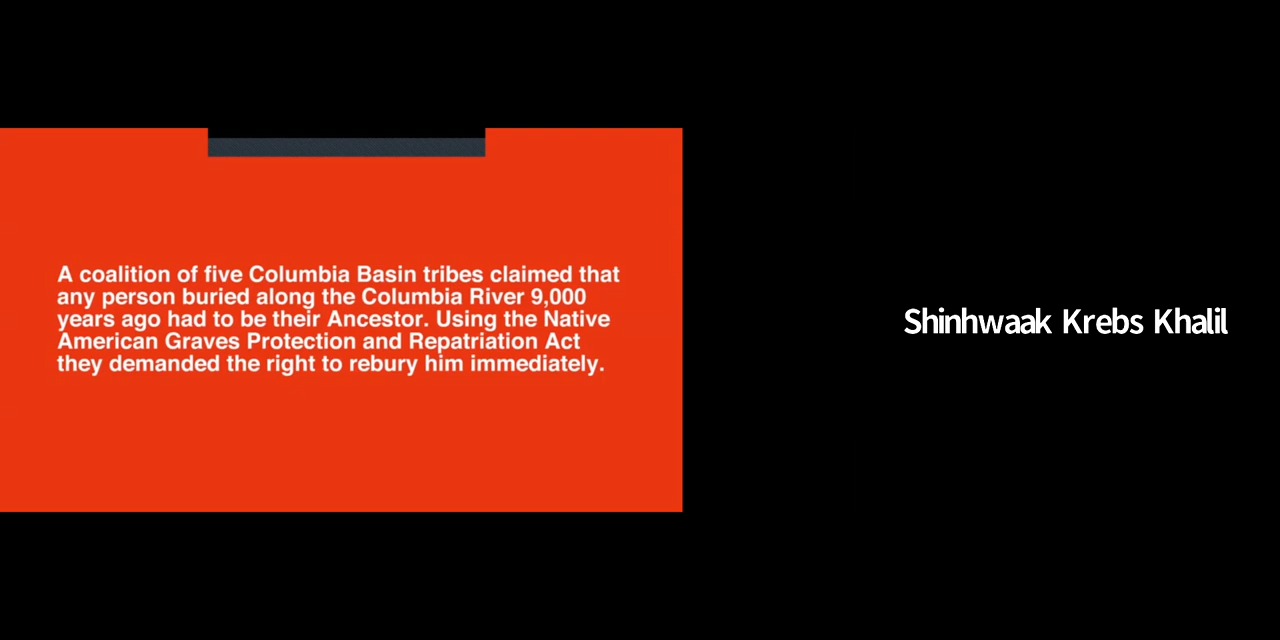 A coalition of five Columbia Basin tribes claimed that
any person buried along the Columbia River 9,000
years ago had to be their Ancestor. Using the Native
American Graves Protection and Repatriation Act
they demanded the right to rebury him immediately.
Shinhwaak Krebs Khalil